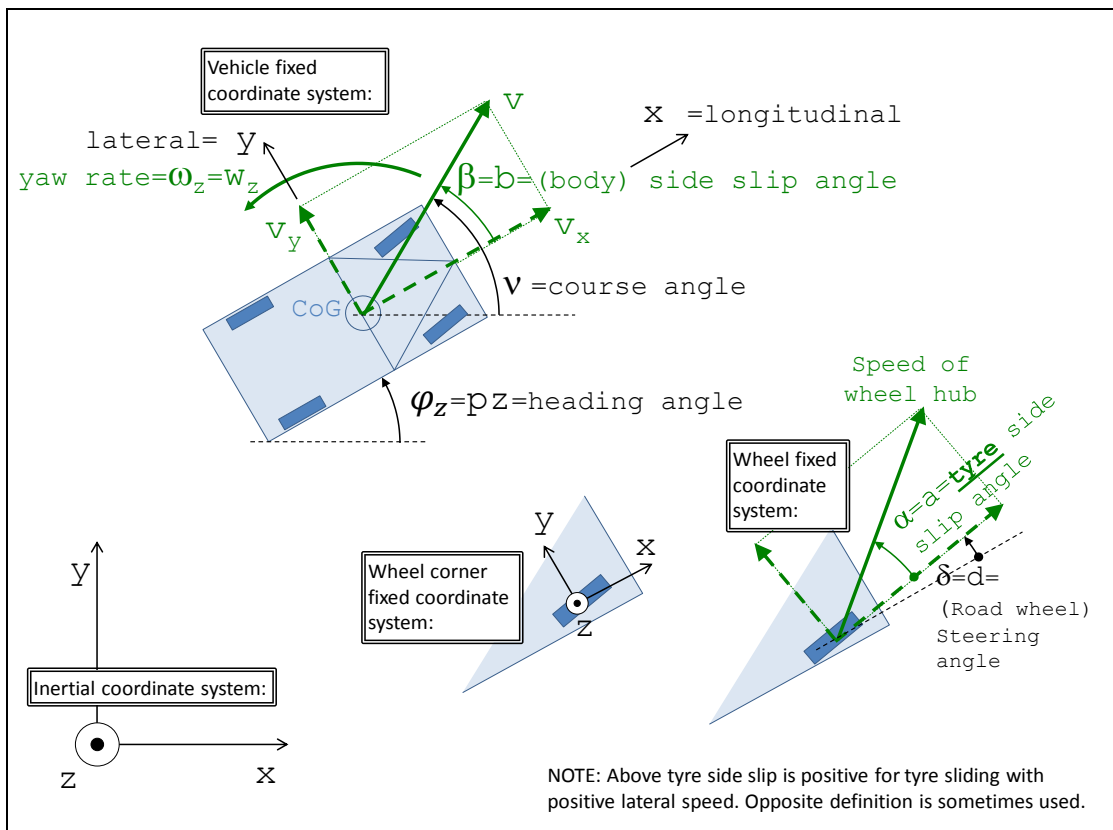 Vehicle fixed
coordinate system:
v
x =longitudinal
lateral= y
yaw rate=ωz=wz
β=b=(body) side slip angle
vy
vx
ν =course angle
CoG
φz=pz=heading angle
Speed of
wheel hub
Wheel fixed
coordinate
system:
α=a=tyre side
slip angle
δ=d=
(Road wheel)
Steering
angle
y
x
z
Wheel corner
fixed coordinate
system:
y
Inertial coordinate system:
z
x
NOTE: Above tyre side slip is positive for tyre sliding with
positive lateral speed. Opposite definition is sometimes used.